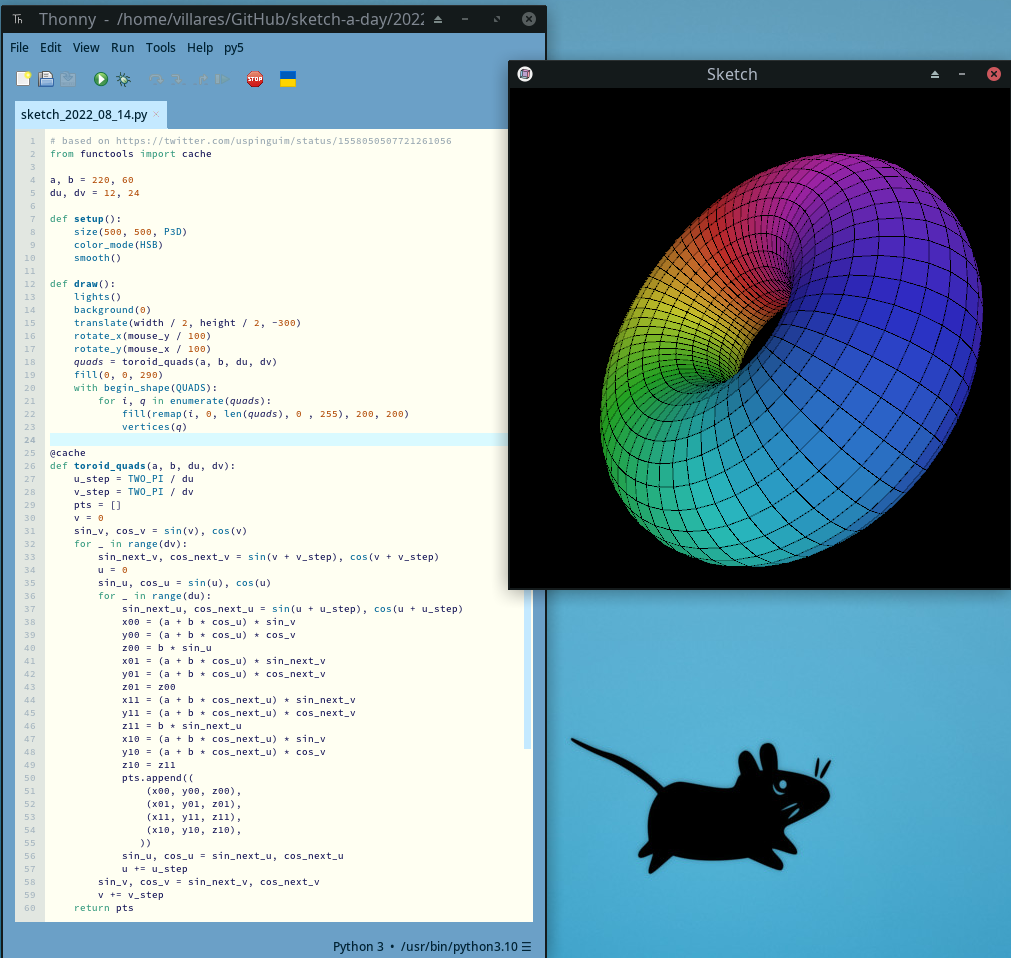 Th Thonny - /home/villares/GitHub/sketch-a-day/2022
File Edit View Run Tools Help py5
STOP
sketch_2022_08_14.py ×
1 # based on https://twitter.com/uspinguim/status/1558050507721261056
2 from functools import cache
3
4 a, b = 220, 60
5 du, dv = 12, 24
6
7 def setup():
8 size(500, 500, P3D)
9 color_mode(HSB)
10 smooth()
11
12 def draw():
13 lights()
14 background(0)
15 translate(width / 2, height / 2, -300)
16 rotate_x(mouse_y / 100)
17 rotate_y(mouse_x / 100)
18 quads = toroid_quads(a, b, du, dv)
19 fill(0, 0, 290)
20 with begin_shape(QUADS):
21 for i, q in enumerate(quads):
22 fill(remap(i, 0, len(quads), 0 , 255), 200, 200)
23 vertices(q)
24
25 @cache
26 def toroid_quads(a, b, du, dv):
27 u_step = TWO_PI / du
28 v_step = TWO_PI / dv
29 pts = []
30 v = 0
31 sin_v, cos_v = sin(v), cos(v)
32 for _ in range(dv):
33 sin_next_v, cos_next_v = sin(v + v_step), cos(v + v_step)
34 u = 0
35 sin_u, cos_u = sin(u), cos(u)
36 for _ in range(du):
37 sin_next_u, cos_next_u = sin(u + u_step), cos(u + u_step)
38 x00 = (a + b * cos_u) * sin_v
39 y00 = (a + b * cos_u) * cos_v
40 z00 = b * sin_u
41 x01 = (a + b * cos_u) * sin_next_v
42 y01 = (a + b * cos_u) * cos_next_v
43 z01 = z00
44 x11 = (a + b * cos_next_u) * sin_next_v
45 y11 = (a + b * cos_next_u) * cos_next_v
46 z11 = b * sin_next_u
47 x10 = (a + b * cos_next_u) * sin_v
48 y10 = (a + b * cos_next_u) * cos_v
49 z10 = z11
50 pts.append((
51 (x00, y00, z00),
52 (x01, y01, z01),
53 (x11, y11, z11),
54 (x10, y10, z10),
55 ))
56 sin_u, cos_u = sin_next_u, cos_next_u
57 u += u_step
58 sin_v, cos_v = sin_next_v, cos_next_v
59 v += v_step
60 return pts
Python 3 • /usr/bin/python3.10 ☰
Sketch